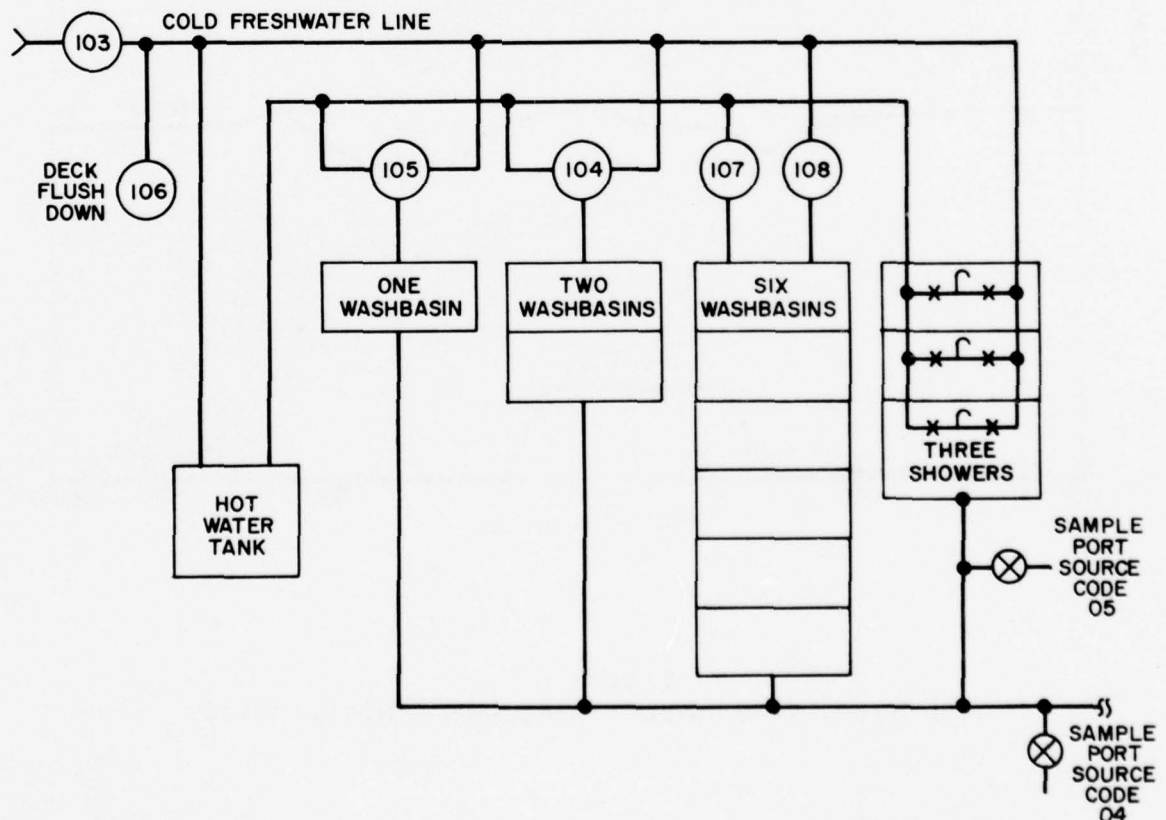 COLD FRESHWATER LINE
103
DECK
FLUSH
DOWN
106
105
104
107
108
ONE
WASHBASIN
TWO
WASHBASINS
SIX
WASHBASINS
THREE
SHOWERS
HOT
WATER
TANK
SAMPLE
PORT
SOURCE
CODE
05
SAMPLE
PORT
SOURCE
CODE
04